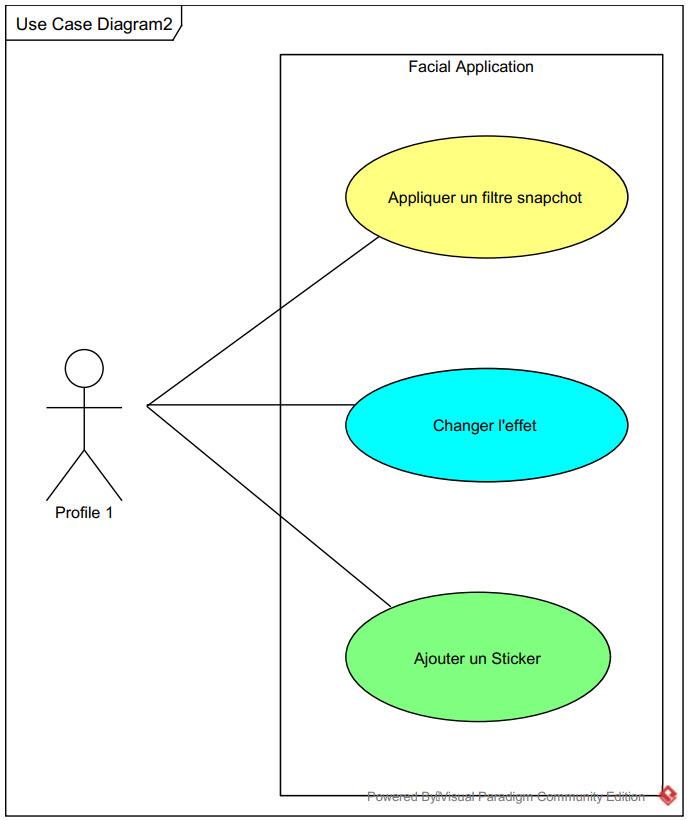 Use Case Diagram2
Facial Application
Appliquer un filtre snapchot
Changer l'effet
Profile 1
Ajouter un Sticker
Powered By Visual Paradigm Community Edition